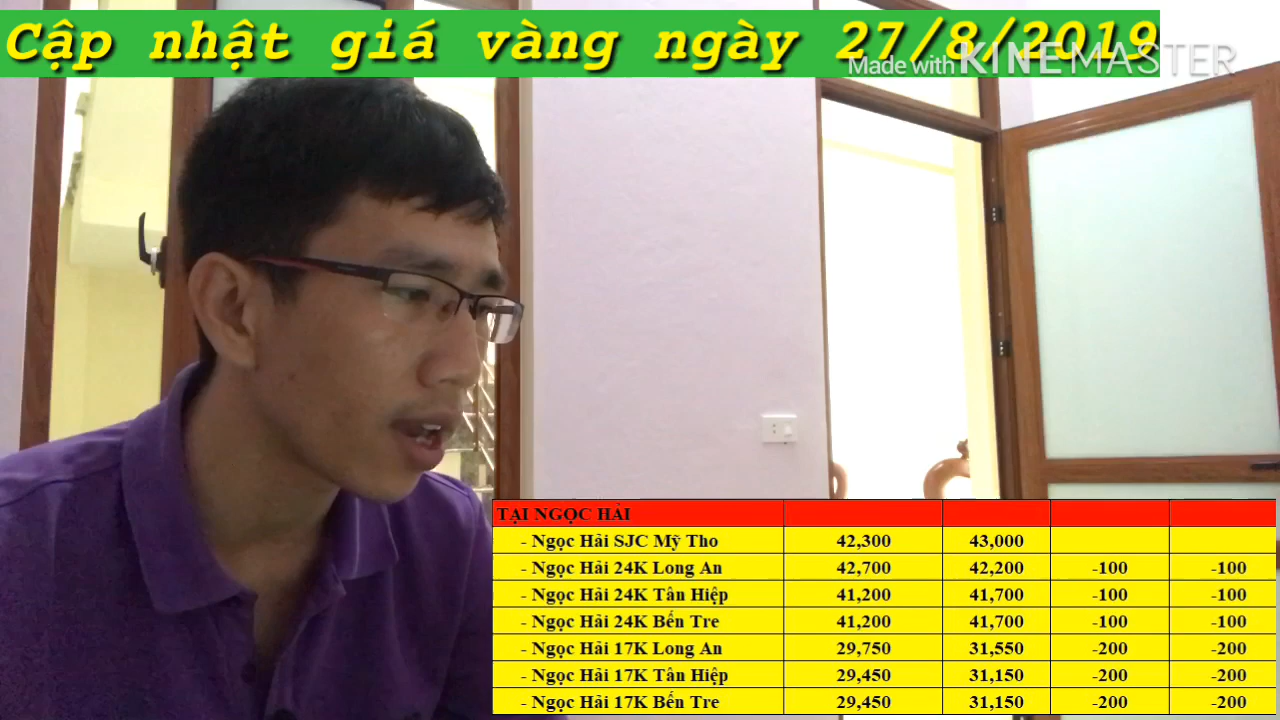 Cập nhật giá vàng ngày 27/8/2019
Made with KINEMASTER
TẠI NGỌC HẢI
- Ngọc Hải SJC Mỹ Tho 42,300 43,000
- Ngọc Hải 24K Long An 42,700 42,200 -100 -100
- Ngọc Hải 24K Tân Hiệp 41,200 41,700 -100 -100
- Ngọc Hải 24K Bến Tre 41,200 41,700 -100 -100
- Ngọc Hải 17K Long An 29,750 31,550 -200 -200
- Ngọc Hải 17K Tân Hiệp 29,450 31,150 -200 -200
- Ngọc Hải 17K Bến Tre 29,450 31,150 -200 -200